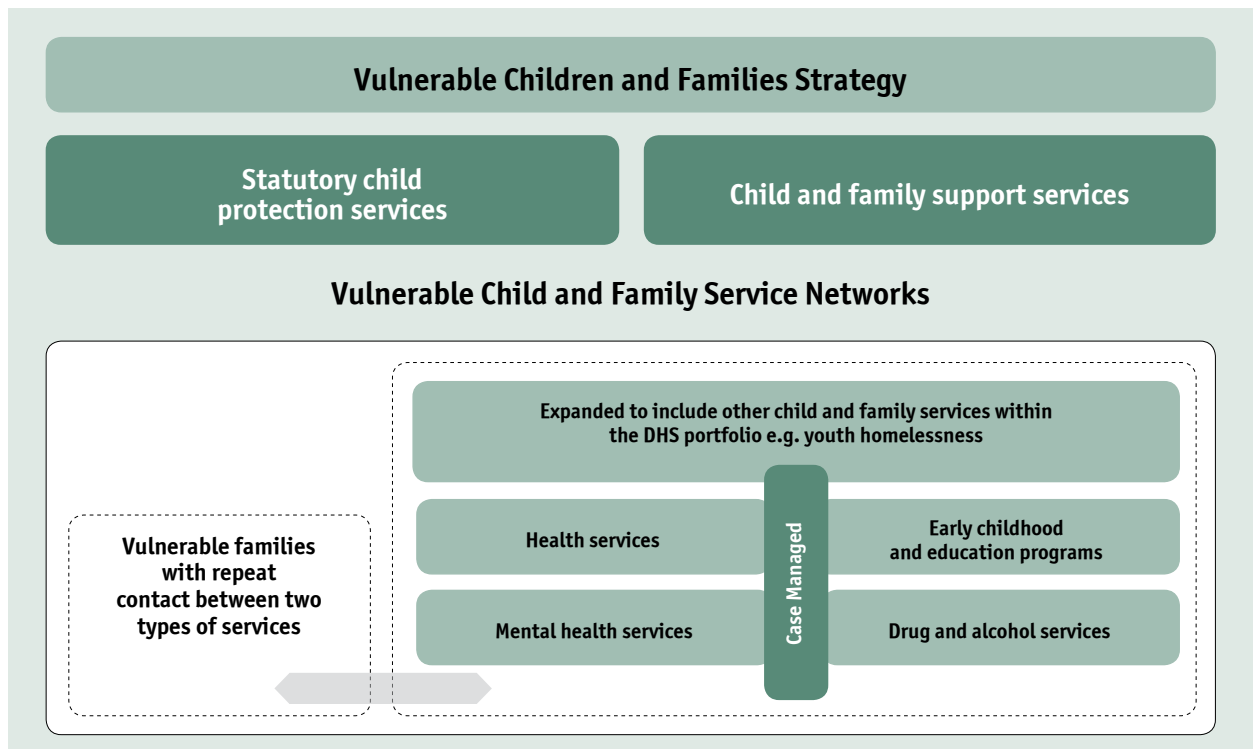 Vulnerable Children and Families Strategy
Statutory child
protection services
Child and family support services
Vulnerable Child and Family Service Networks
Expanded to include other child and family services within
the DHS portfolio e.g. youth homelessness
Vulnerable families
with repeat
contact between two
types of services
Health services
Case Managed
Early childhood
and education programs
Mental health services
Drug and alcohol services